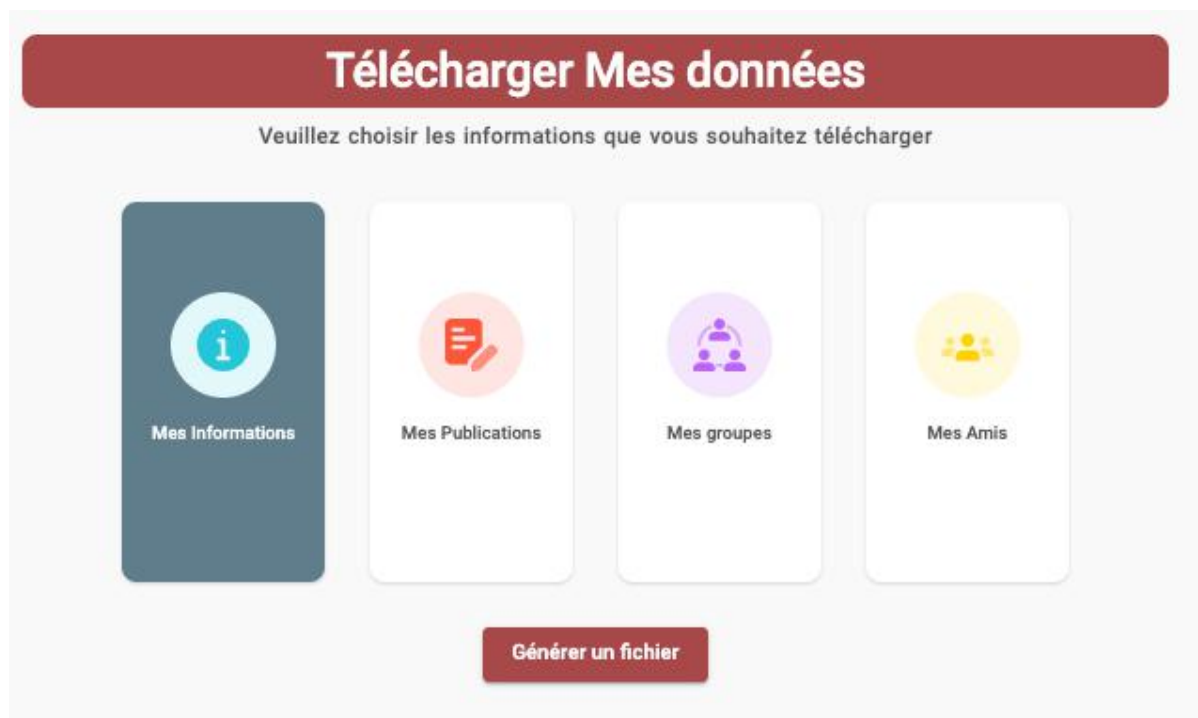 Télécharger Mes données
Veuillez choisir les informations que vous souhaitez télécharger
Mes Informations
Mes Publications
Mes groupes
Mes Amis
Générer un fichier